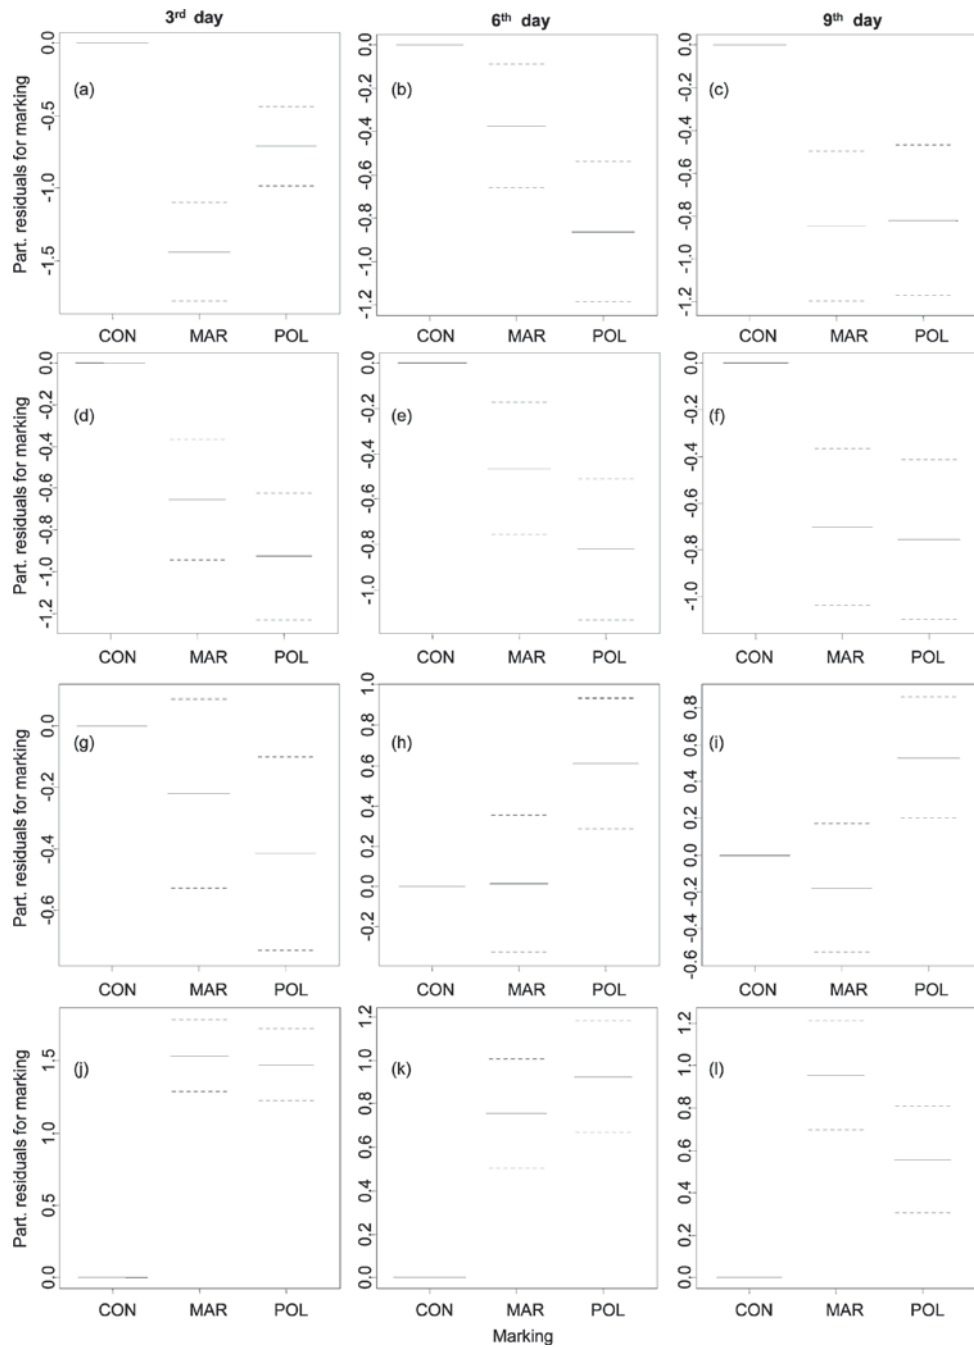 3rd day 6th day 9th day
Part. residuals for marking
0.0 -0.5 -1.0 -1.5
(a)
CON MAR POL
0.0 -0.2 -0.4 -0.6 -0.8 -1.0 -1.2
(b)
CON MAR POL
0.0 -0.2 -0.4 -0.6 -0.8 -1.0 -1.2
(c)
CON MAR POL
Part. residuals for marking
0.0 -0.2 -0.4 -0.6 -0.8 -1.0 -1.2
(d)
CON MAR POL
0.0 -0.2 -0.4 -0.6 -0.8 -1.0
(e)
CON MAR POL
0.0 -0.2 -0.4 -0.6 -0.8 -1.0
(f)
CON MAR POL
Part. residuals for marking
0.0 -0.2 -0.4 -0.6
(g)
CON MAR POL
1.0 0.8 0.6 0.4 0.2 0.0 -0.2
(h)
CON MAR POL
0.8 0.6 0.4 0.2 0.0 -0.2 -0.4 -0.6
(i)
CON MAR POL
Part. residuals for marking
1.5 1.0 0.5 0.0
(j)
CON MAR POL
1.2 1.0 0.8 0.6 0.4 0.2 0.0
(k)
CON MAR POL
1.2 1.0 0.8 0.6 0.4 0.2 0.0
(l)
CON MAR POL
Marking